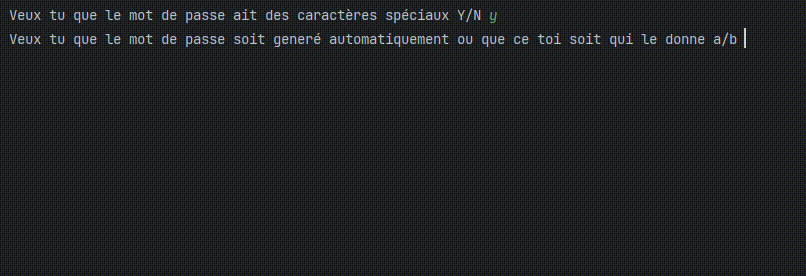 Veux tu que le mot de passe ait des caractères spéciaux Y/N y
Veux tu que le mot de passe soit generé automatiquement ou que ce toi soit qui le donne a/b